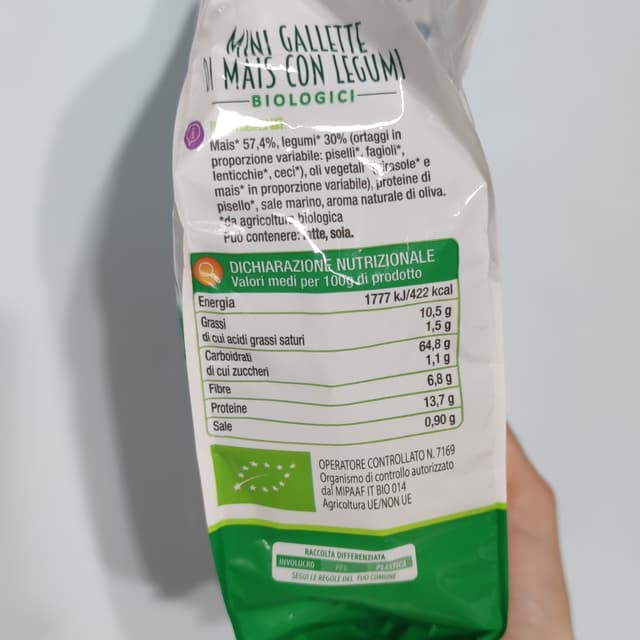 MINI GALLETTE
DI MAIS CON LEGUMI
BIOLOGICI
Mais* 57,4%, legumi* 30% (ortaggi in
proporzione variabile: piselli*, fagioli*,
lenticchie*, ceci*), oli vegetali e
mais* in proporzione variabile), proteine di
pisello*, sale marino, aroma naturale di oliva.
*da agricoltura biologica
Può contenere: latte, soia.
DICHIARAZIONE NUTRIZIONALE
Valori medi per 100g di prodotto
Energia 1777 kJ/422 kcal
Grassi 10,5 g
di cui acidi grassi saturi 1,5 g
Carboidrati 64,8 g
di cui zuccheri 1,1 g
Fibre 6,8 g
Proteine 13,7 g
Sale 0,90 g
OPERATORE CONTROLLATO N. 7169
Organismo di controllo autorizzato
dal MIPAAF IT BIO 014
Agricoltura UE/NON UE
RACCOLTA DIFFERENZIATA
INVOLUCRO PP5 PLASTICA
SEGUI LE REGOLE DEL TUO COMUNE